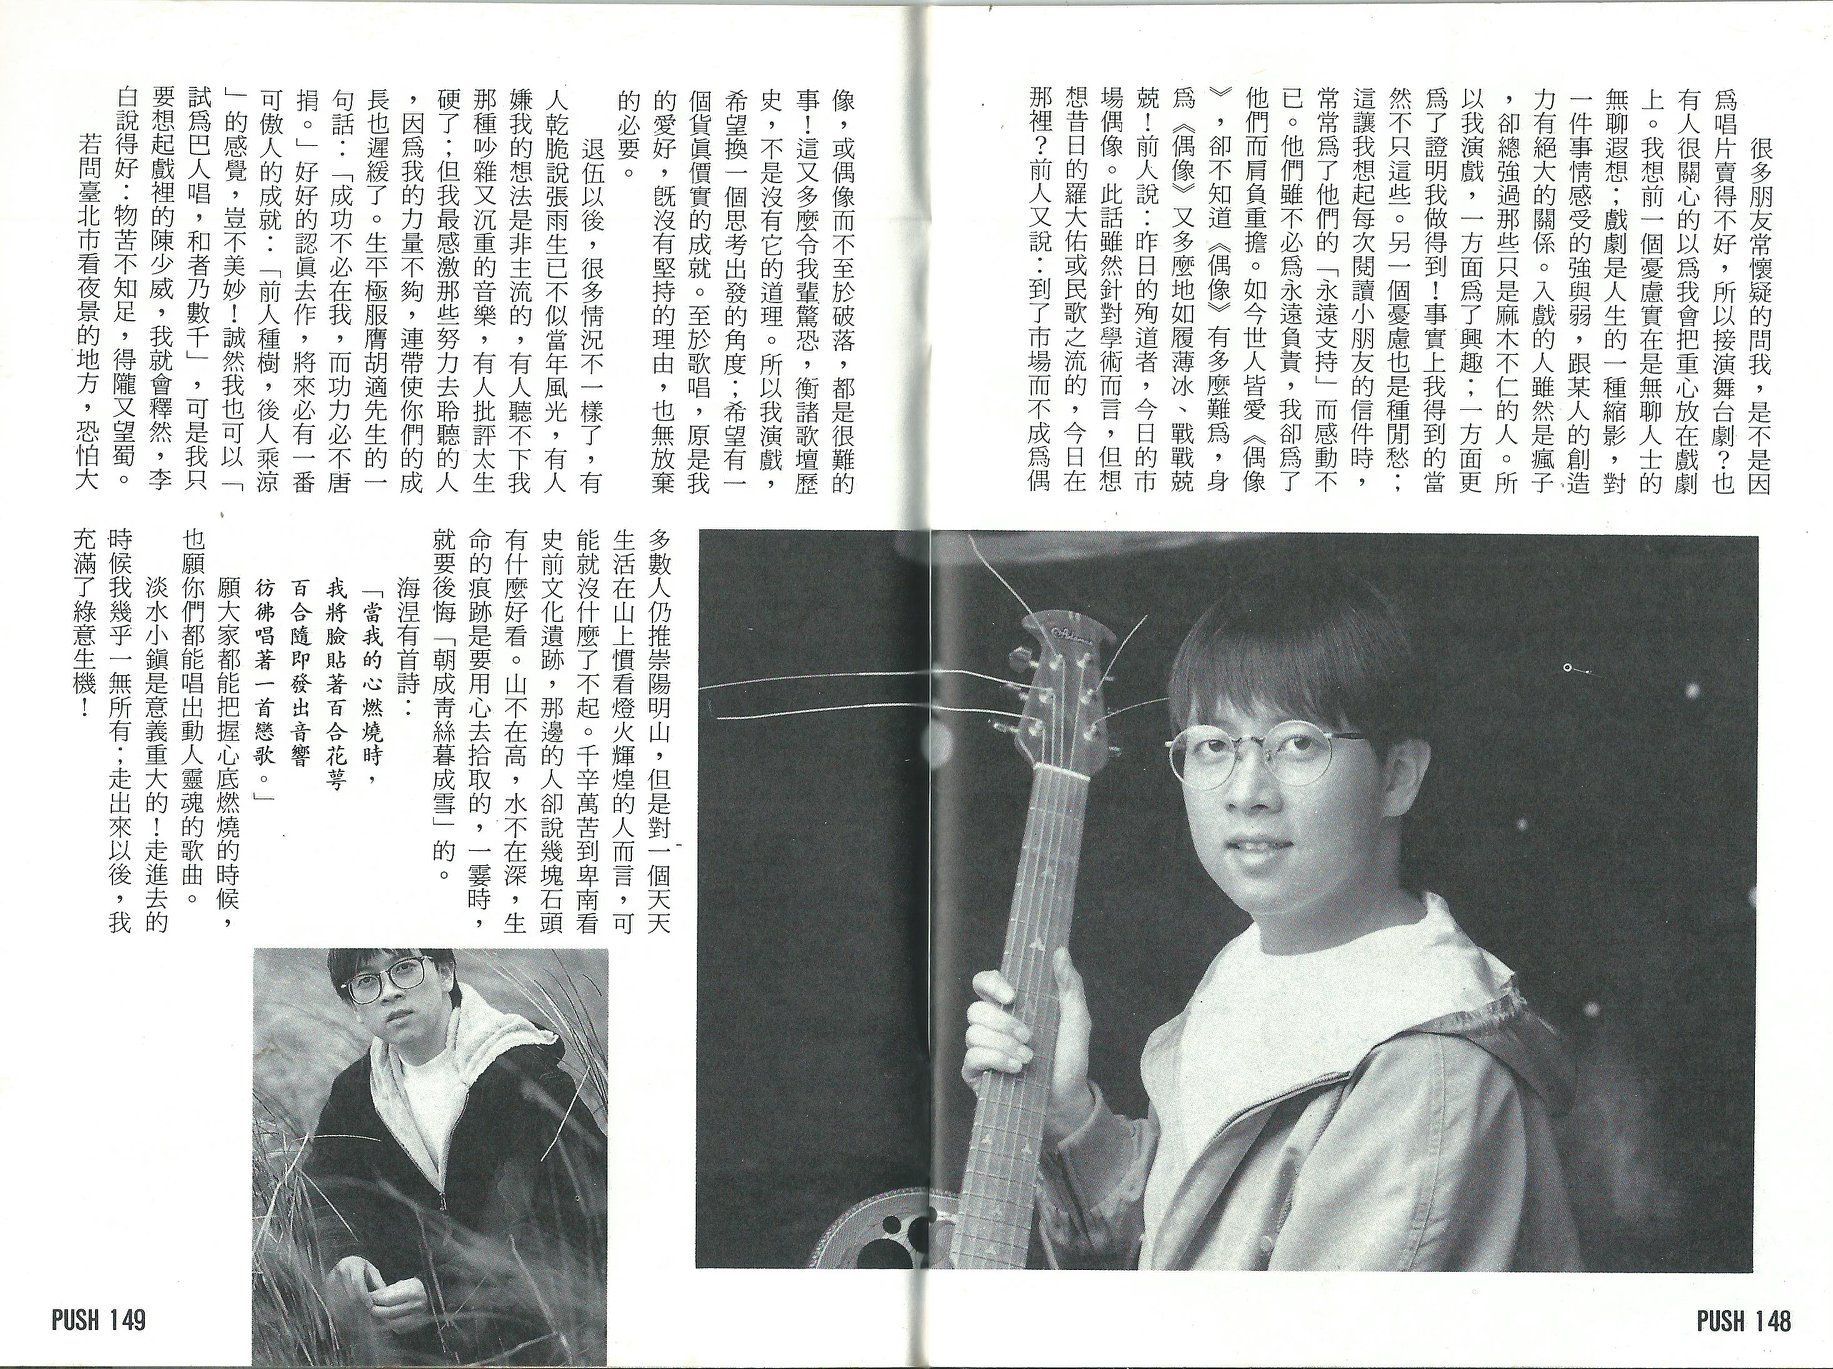 很多朋友常懷疑的問我，是不是因
爲唱片賣得不好，所以接演舞台劇？也
有人很關心的以爲我會把重心放在戲劇
上。我想前一個憂慮實在是無聊人士的
無聊遐想；戲劇是人生的一種縮影，對
一件事情感受的強與弱，跟某人的創造
力有絕大的關係。入戲的人雖然是瘋子
，卻總強過那些只是麻木不仁的人。所
以我演戲，一方面爲了興趣；一方面更
爲了證明我做得到！事實上我得到的當
然不只這些。另一個憂慮也是種閒愁；
這讓我想起每次閱讀小朋友的信件時，
常常爲了他們的「永遠支持」而感動不
已。他們雖不必爲永遠負責，我卻爲了
他們而肩負重擔。如今世人皆愛《偶像
》，卻不知道《偶像》有多麼難爲，身
爲《偶像》又多麼地如履薄冰、戰戰兢
兢！前人說：昨日的殉道者，今日的市
場偶像。此話雖然針對學術而言，但想
想昔日的羅大佑或民歌之流的，今日在
那裡？前人又說：到了市場而不成爲偶
PUSH 148
像，或偶像而不至於破落，都是很難的
事！這又多麼令我輩驚恐，衡諸歌壇歷
史，不是沒有它的道理。所以我演戲，
希望換一個思考出發的角度；希望有一
個貨眞價實的成就。至於歌唱，原是我
的愛好，既沒有堅持的理由，也無放棄
的必要。
退伍以後，很多情況不一樣了，有
人乾脆說張雨生已不似當年風光，有人
嫌我的想法是非主流的，有人聽不下我
那種吵雜又沉重的音樂，有人批評太生
硬了；但我最感激那些努力去聆聽的人
，因爲我的力量不夠，連帶使你們的成
長也遲緩了。生平極服膺胡適先生的一
句話：「成功不必在我，而功力必不唐
捐。」好好的認眞去作，將來必有一番
可傲人的成就：「前人種樹，後人乘涼
」的感覺，豈不美妙！誠然我也可以「
試爲巴人唱，和者乃數千」，可是我只
要想起戲裡的陳少威，我就會釋然，李
白說得好：物苦不知足，得隴又望蜀。
若問臺北市看夜景的地方，恐怕大
多數人仍推崇陽明山，但是對一個天天
生活在山上慣看燈火輝煌的人而言，可
能就沒什麼了不起。千辛萬苦到卑南看
史前文化遺跡，那邊的人卻說幾塊石頭
有什麼好看。山不在高，水不在深，生
命的痕跡是要用心去拾取的，一霎時，
就要後悔「朝成靑絲暮成雪」的。
海涅有首詩：
「當我的心燃燒時，
我將臉貼著百合花萼
百合隨即發出音響
彷彿唱著一首戀歌。」
願大家都能把握心底燃燒的時候，
也願你們都能唱出動人靈魂的歌曲。
淡水小鎭是意義重大的！走進去的
時候我幾乎一無所有；走出來以後，我
充滿了綠意生機！
PUSH 149